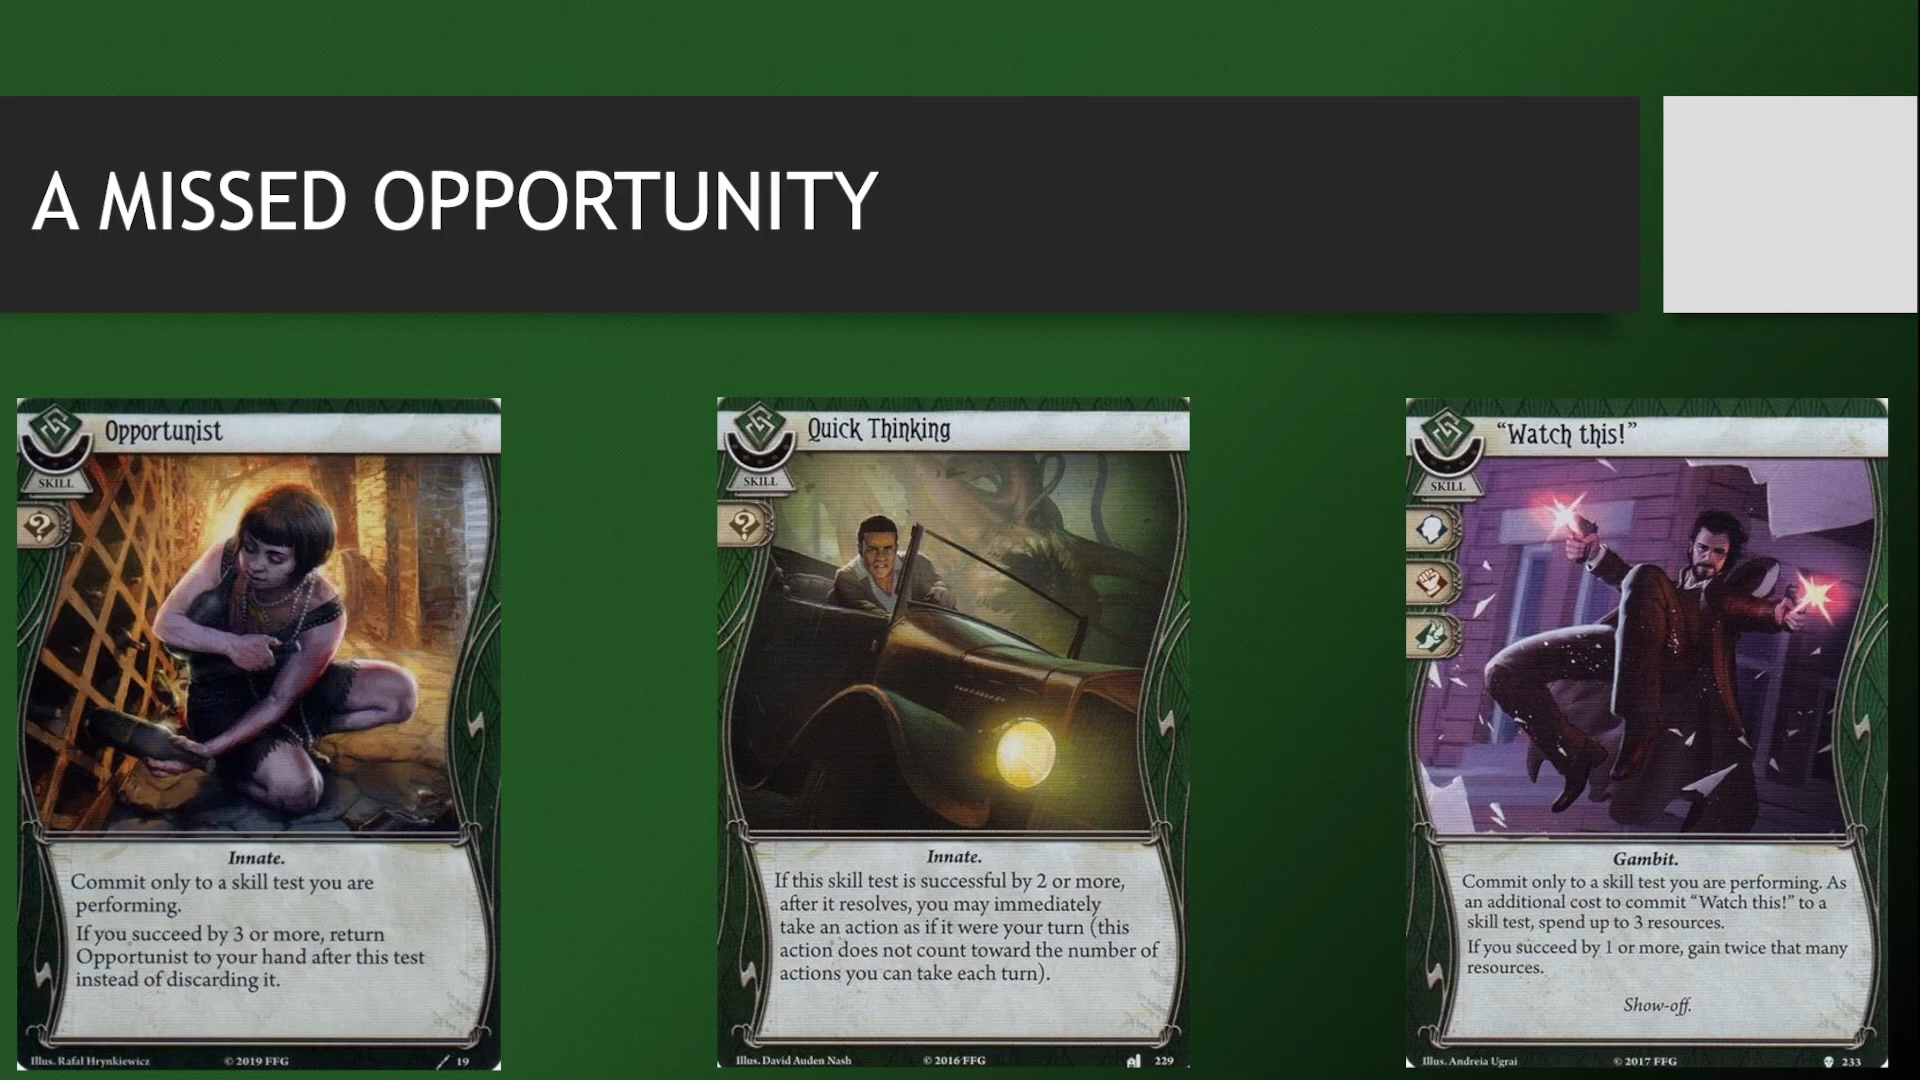 A MISSED OPPORTUNITY
Opportunist
SKILL
?
Innate.
Commit only to a skill test you are
performing.
If you succeed by 3 or more, return
Opportunist to your hand after this test
instead of discarding it.
Illus. Rafał Hrynkiewicz © 2019 FFG 19
Quick Thinking
SKILL
?
Innate.
If this skill test is successful by 2 or more,
after it resolves, you may immediately
take an action as if it were your turn (this
action does not count toward the number of
actions you can take each turn).
Illus. David Auden Nash © 2016 FFG 229
“Watch this!”
SKILL
Gambit.
Commit only to a skill test you are performing. As
an additional cost to commit “Watch this!” to a
skill test, spend up to 3 resources.
If you succeed by 1 or more, gain twice that many
resources.
Show-off.
Illus. Andreia Ugrai © 2017 FFG 233